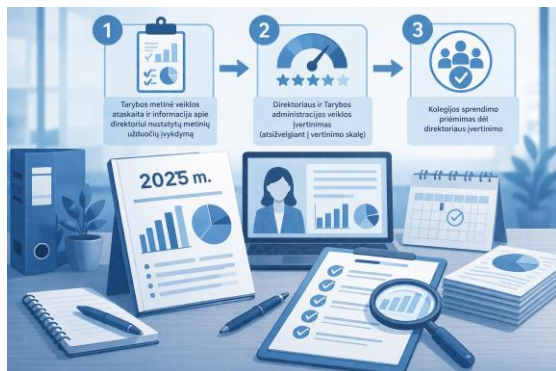 1
Tarybos metinė veiklos
ataskaita ir informacija apie
direktoriui nustatytų metinių
užduočių įvykdymą
2
Direktoriaus ir Tarybos
administracijos veiklos
įvertinimas
(atsižvelgiant į vertinimo skalę)
3
Kolegijos sprendimo
priėmimas dėl
direktoriaus įvertinimo
2025 m.